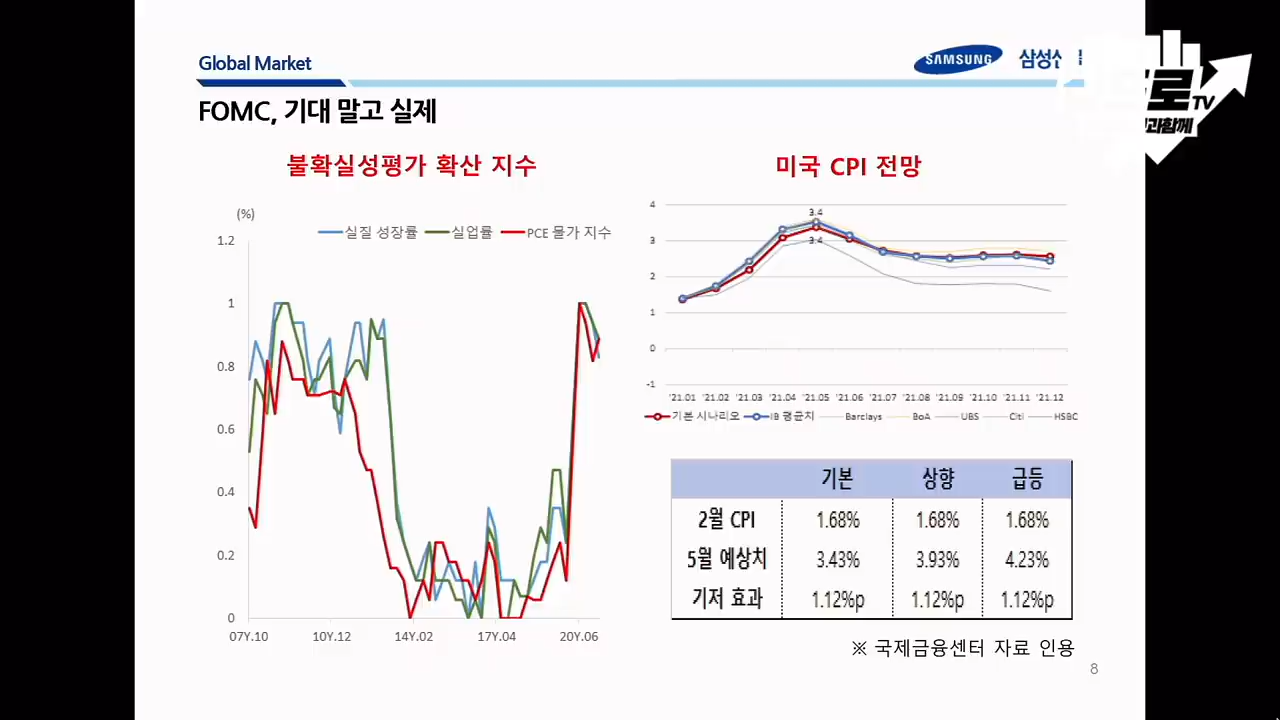 Global Market
SAMSUNG 삼성선물
FOMC, 기대 말고 실제
TV
과함께
불확실성평가 확산 지수
(%)
실질 성장률 실업률 PCE 물가 지수
1.2
1
0.8
0.6
0.4
0.2
0
07Y.10 10Y.12 14Y.02 17Y.04 20Y.06
미국 CPI 전망
4
3
2
1
0
-1
3.4
3.4
'21.01 '21.02 '21.03 '21.04 '21.05 '21.06 '21.07 '21.08 '21.09 '21.10 '21.11 '21.12
기본 시나리오 IB 평균치 Barclays BoA UBS Citi HSBC
기본 상향 급등
2월 CPI 1.68% 1.68% 1.68%
5월 예상치 3.43% 3.93% 4.23%
기저 효과 1.12%p 1.12%p 1.12%p
※ 국제금융센터 자료 인용
8